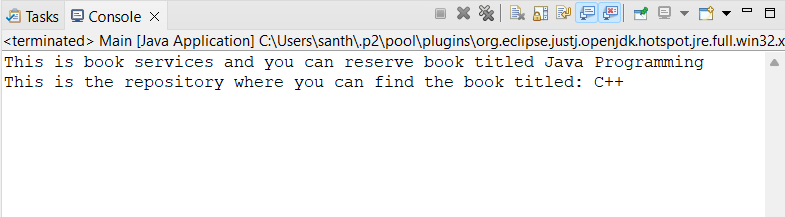 Tasks Console
<terminated> Main [Java Application] C:\Users\santh\.p2\pool\plugins\org.eclipse.justj.openjdk.hotspot.jre.full.win32.x
This is book services and you can reserve book titled Java Programming
This is the repository where you can find the book titled: C++